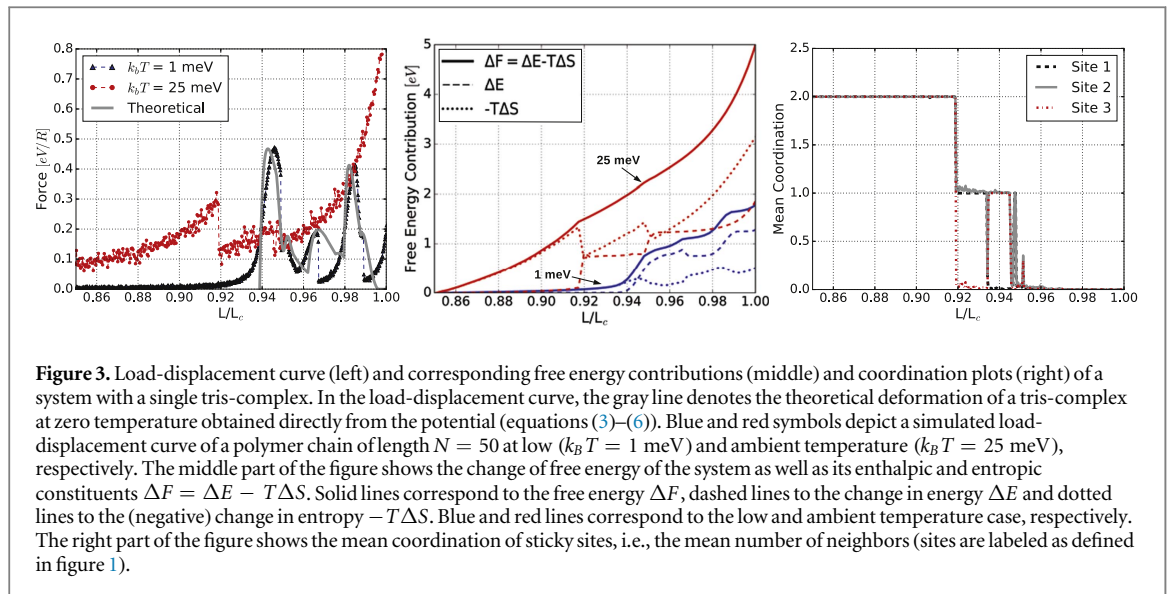 0.8
0.7
0.6
0.5
0.4
0.3
0.2
0.1
0.0
Force [eV/R]
k_bT = 1 meV
k_bT = 25 meV
Theoretical
0.86 0.88 0.90 0.92 0.94 0.96 0.98 1.00
L/L_c
5
4
3
2
1
0
Free Energy Contribution [eV]
ΔF = ΔE-TΔS
ΔE
-TΔS
25 meV
1 meV
0.86 0.88 0.90 0.92 0.94 0.96 0.98 1.00
L/L_c
2.5
2.0
1.5
1.0
0.5
0.0
Mean Coordination
Site 1
Site 2
Site 3
0.86 0.88 0.90 0.92 0.94 0.96 0.98 1.00
L/L_c
Figure 3. Load-displacement curve (left) and corresponding free energy contributions (middle) and coordination plots (right) of a
system with a single tris-complex. In the load-displacement curve, the gray line denotes the theoretical deformation of a tris-complex
at zero temperature obtained directly from the potential (equations (3)–(6)). Blue and red symbols depict a simulated load-
displacement curve of a polymer chain of length N = 50 at low (k_BT = 1 meV) and ambient temperature (k_BT = 25 meV),
respectively. The middle part of the figure shows the change of free energy of the system as well as its enthalpic and entropic
constituents ΔF = ΔE − TΔS. Solid lines correspond to the free energy ΔF, dashed lines to the change in energy ΔE and dotted
lines to the (negative) change in entropy −TΔS. Blue and red lines correspond to the low and ambient temperature case, respectively.
The right part of the figure shows the mean coordination of sticky sites, i.e., the mean number of neighbors (sites are labeled as defined
in figure 1).